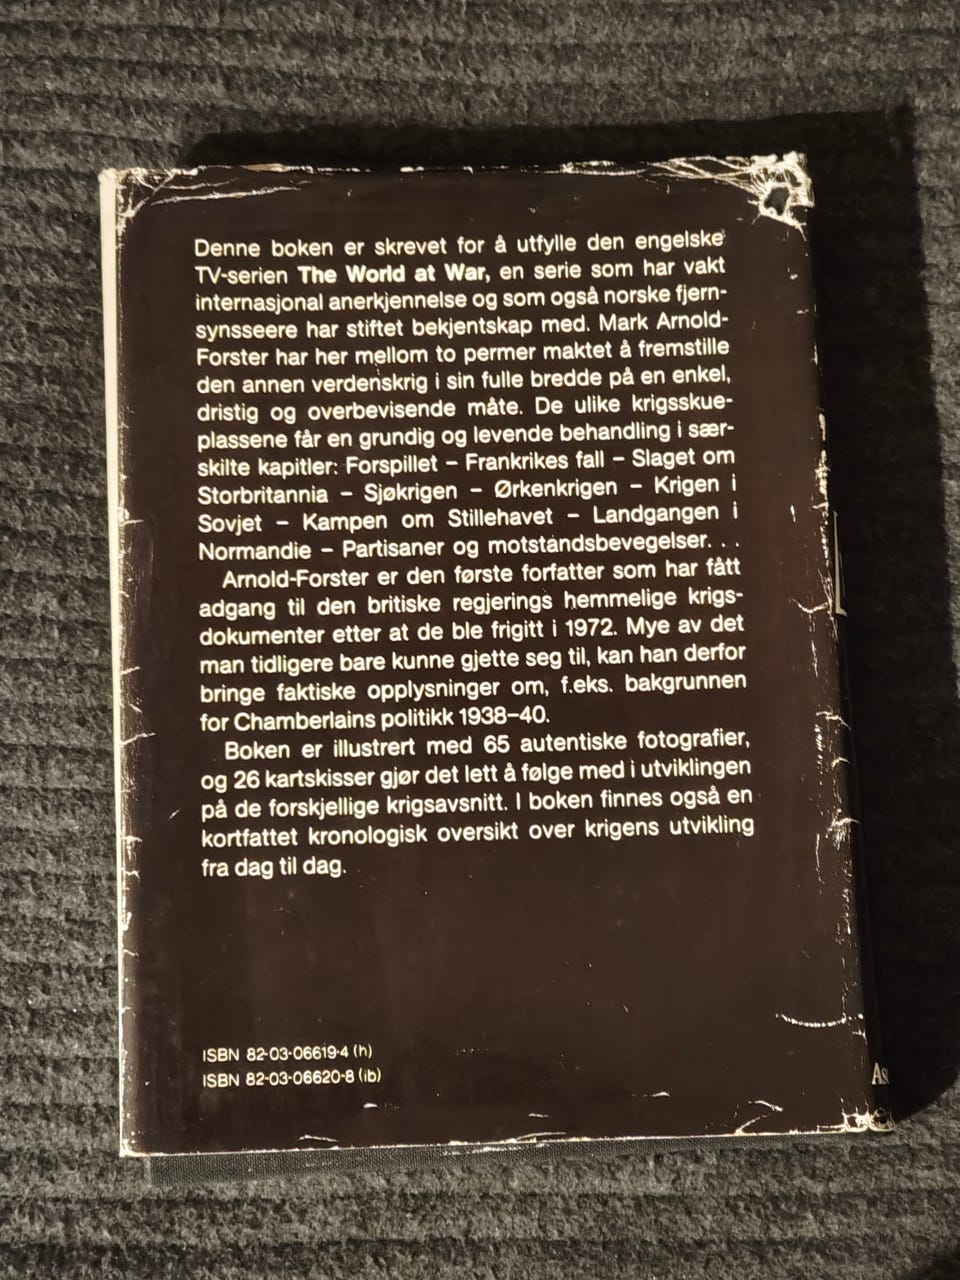 Denne boken er skrevet for å utfylle den engelske
TV-serien The World at War, en serie som har vakt
internasjonal anerkjennelse og som også norske fjern-
synsseere har stiftet bekjentskap med. Mark Arnold-
Forster har her mellom to permer maktet å fremstille
den annen verdenskrig i sin fulle bredde på en enkel,
dristig og overbevisende måte. De ulike krigsskue-
plassene får en grundig og levende behandling i sær-
skilte kapitler: Forspillet – Frankrikes fall – Slaget om
Storbritannia – Sjøkrigen – Ørkenkrigen – Krigen i
Sovjet – Kampen om Stillehavet – Landgangen i
Normandie – Partisaner og motstandsbevegelser. . .
Arnold-Forster er den første forfatter som har fått
adgang til den britiske regjerings hemmelige krigs-
dokumenter etter at de ble frigitt i 1972. Mye av det
man tidligere bare kunne gjette seg til, kan han derfor
bringe faktiske opplysninger om, f.eks. bakgrunnen
for Chamberlains politikk 1938–40.
Boken er illustrert med 65 autentiske fotografier,
og 26 kartskisser gjør det lett å følge med i utviklingen
på de forskjellige krigsavsnitt. I boken finnes også en
kortfattet kronologisk oversikt over krigens utvikling
fra dag til dag.
ISBN 82-03-06619-4 (h)
ISBN 82-03-06620-8 (ib)